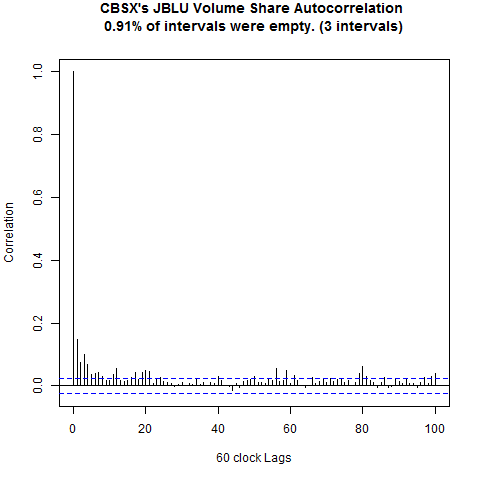 CBSX's JBLU Volume Share Autocorrelation
0.91% of intervals were empty. (3 intervals)
1.0
0.8
0.6
0.4
0.2
0.0
Correlation
0 20 40 60 80 100
60 clock Lags